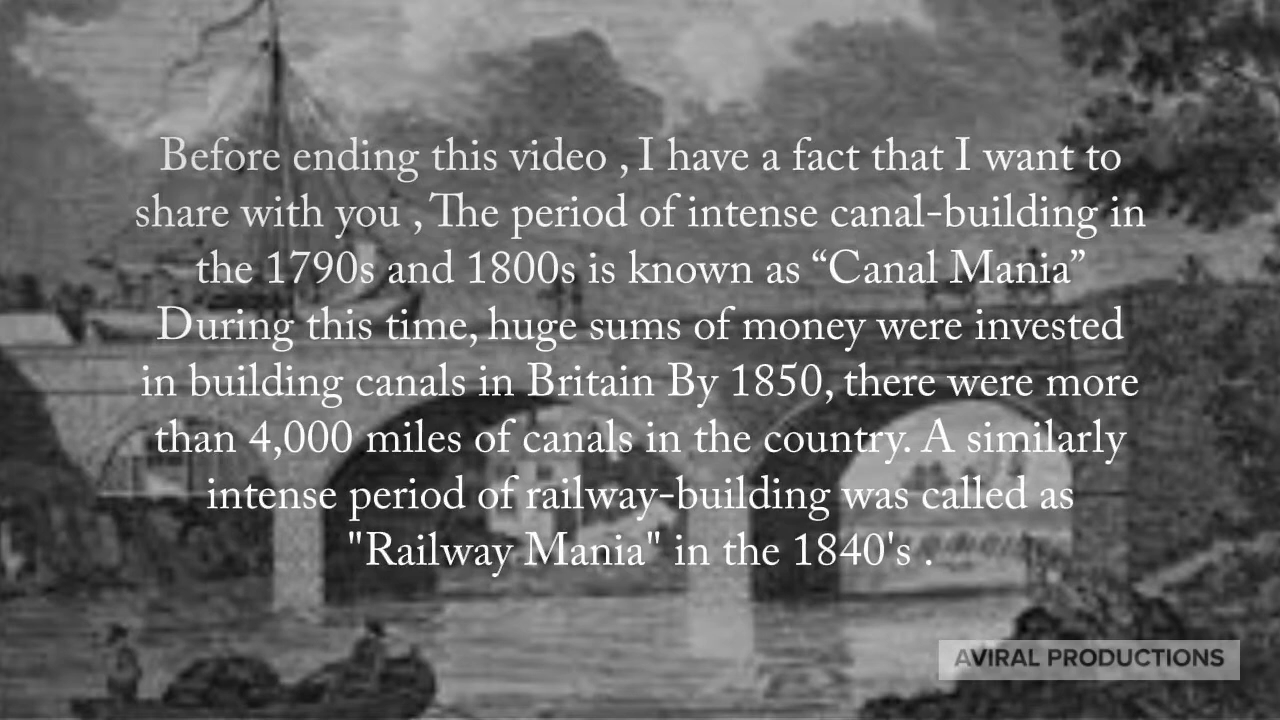 Before ending this video , I have a fact that I want to
share with you , The period of intense canal-building in
the 1790s and 1800s is known as “Canal Mania”
During this time, huge sums of money were invested
in building canals in Britain By 1850, there were more
than 4,000 miles of canals in the country. A similarly
intense period of railway-building was called as
"Railway Mania" in the 1840's .
AVIRAL PRODUCTIONS